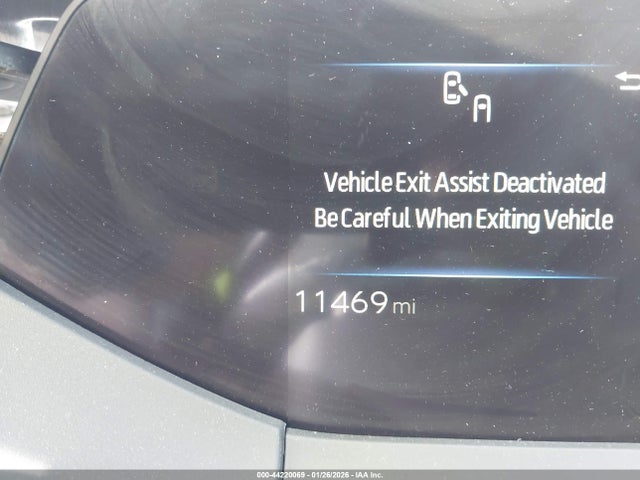 Vehicle Exit Assist Deactivated
Be Careful When Exiting Vehicle
11469 mi
000-44220069 | 01/26/2026 - IAA Inc.